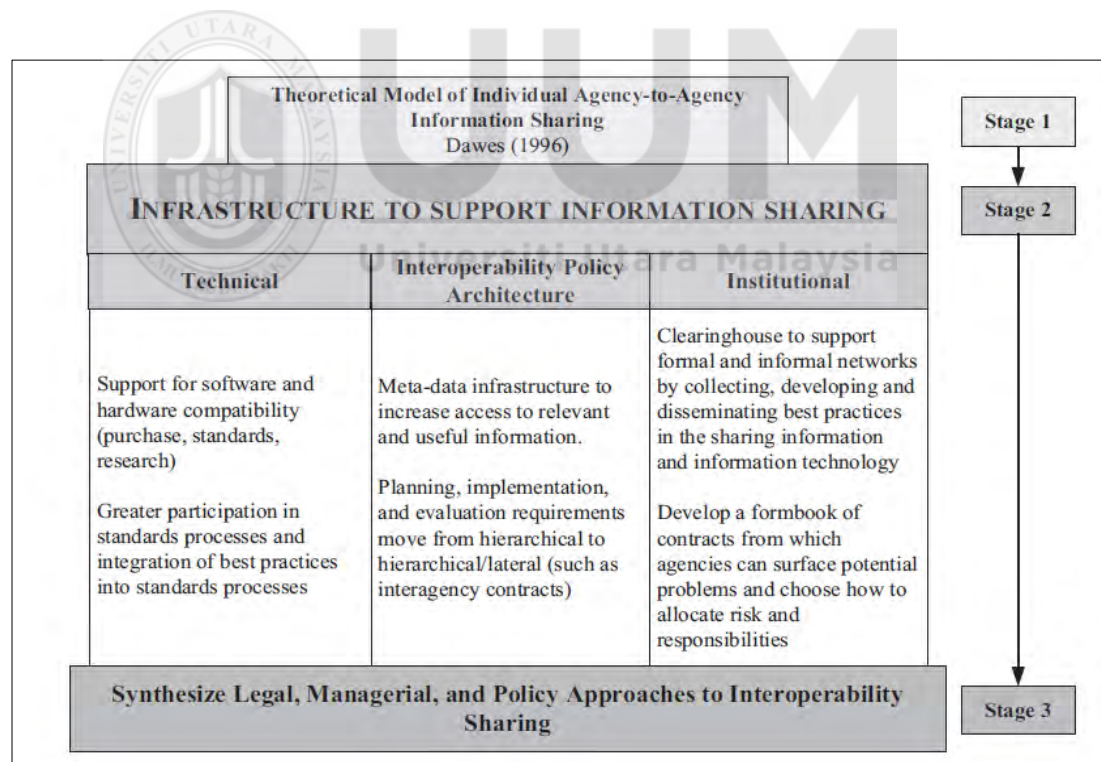 UUM
Universiti Utara Malaysia
UNIVERSITI UTARA MALAYSIA
Theoretical Model of Individual Agency-to-Agency
Information Sharing
Dawes (1996)
INFRASTRUCTURE TO SUPPORT INFORMATION SHARING
Technical
Interoperability Policy
Architecture
Institutional
Support for software and
hardware compatibility
(purchase, standards,
research)
Greater participation in
standards processes and
integration of best practices
into standards processes
Meta-data infrastructure to
increase access to relevant
and useful information.
Planning, implementation,
and evaluation requirements
move from hierarchical to
hierarchical/lateral (such as
interagency contracts)
Clearinghouse to support
formal and informal networks
by collecting, developing and
disseminating best practices
in the sharing information
and information technology
Develop a formbook of
contracts from which
agencies can surface potential
problems and choose how to
allocate risk and
responsibilities
Synthesize Legal, Managerial, and Policy Approaches to Interoperability
Sharing
Stage 1
Stage 2
Stage 3